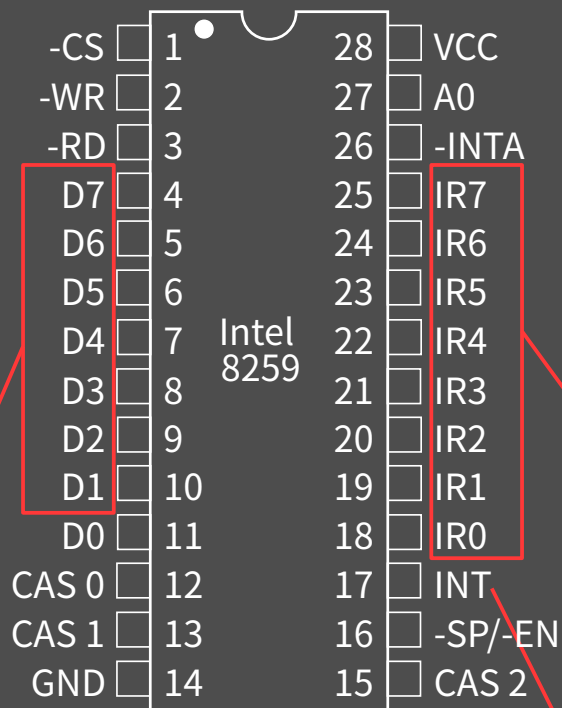 -CS 1 28 VCC
-WR 2 27 A0
-RD 3 26 -INTA
D7 4 25 IR7
D6 5 24 IR6
D5 6 23 IR5
D4 7 Intel 22 IR4
8259
D3 8 21 IR3
D2 9 20 IR2
D1 10 19 IR1
D0 11 18 IR0
CAS 0 12 17 INT
CAS 1 13 16 -SP/-EN
GND 14 15 CAS 2